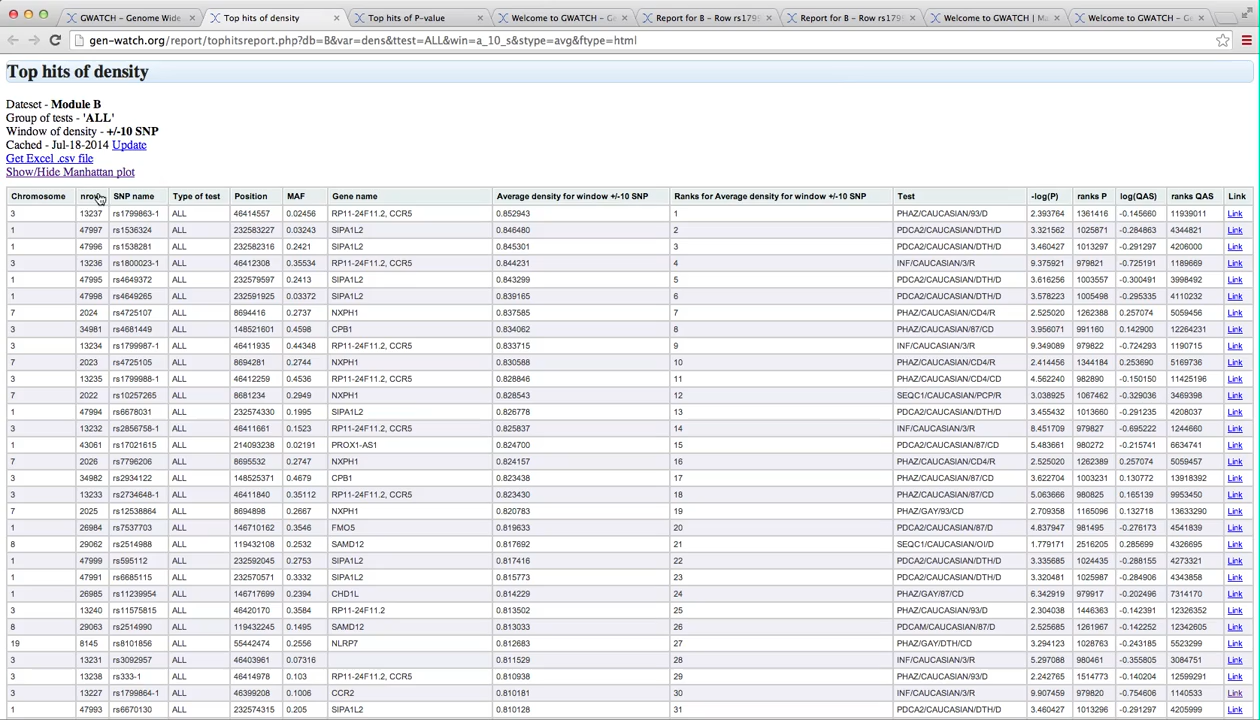 GWATCH – Genome Wide
Top hits of density
Top hits of P-value
Welcome to GWATCH – Ge
Report for B – Row rs1799
Report for B – Row rs1799
Welcome to GWATCH | Ma
Welcome to GWATCH – Ge
gen-watch.org/report/tophitsreport.php?db=B&var=dens&ttest=ALL&win=a_10_s&stype=avg&ftype=html
Top hits of density
Dateset - Module B
Group of tests - 'ALL'
Window of density - +/-10 SNP
Cached - Jul-18-2014 Update
Get Excel .csv file
Show/Hide Manhattan plot
Chromosome nrow SNP name Type of test Position MAF Gene name Average density for window +/-10 SNP Ranks for Average density for window +/-10 SNP Test -log(P) ranks P log(QAS) ranks QAS Link
3 13237 rs1799863-1 ALL 46414557 0.02456 RP11-24F11.2, CCR5 0.852943 1 PHAZ/CAUCASIAN/93/D 2.393764 1361416 -0.145660 11939011 Link
1 47997 rs1536324 ALL 232583227 0.03243 SIPA1L2 0.846480 2 PDCA2/CAUCASIAN/DTH/D 3.321562 1025871 -0.284863 4344821 Link
1 47996 rs1538281 ALL 232582316 0.2421 SIPA1L2 0.845301 3 PDCA2/CAUCASIAN/DTH/D 3.460427 1013297 -0.291297 4206000 Link
3 13236 rs1800023-1 ALL 46412308 0.35534 RP11-24F11.2, CCR5 0.844231 4 INF/CAUCASIAN/3/R 9.375921 979821 -0.725191 1189669 Link
1 47995 rs4649372 ALL 232579597 0.2413 SIPA1L2 0.843299 5 PDCA2/CAUCASIAN/DTH/D 3.616256 1003557 -0.300491 3998492 Link
1 47998 rs4649265 ALL 232591925 0.03372 SIPA1L2 0.839165 6 PDCA2/CAUCASIAN/DTH/D 3.578223 1005498 -0.295335 4110232 Link
7 2024 rs4725107 ALL 8694416 0.2737 NXPH1 0.837585 7 PHAZ/CAUCASIAN/CD4/R 2.525020 1262388 0.257074 5059456 Link
3 34981 rs4681449 ALL 148521601 0.4598 CPB1 0.834062 8 PHAZ/CAUCASIAN/87/CD 3.956071 991160 0.142900 12264231 Link
3 13234 rs1799987-1 ALL 46411935 0.44348 RP11-24F11.2, CCR5 0.833715 9 INF/CAUCASIAN/3/R 9.349089 979822 -0.724293 1190715 Link
7 2023 rs4725105 ALL 8694281 0.2744 NXPH1 0.830588 10 PHAZ/CAUCASIAN/CD4/R 2.414456 1344184 0.253690 5169736 Link
3 13235 rs1799988-1 ALL 46412259 0.4536 RP11-24F11.2, CCR5 0.828846 11 PHAZ/CAUCASIAN/CD4/CD 4.562240 982890 -0.150150 11425196 Link
7 2022 rs10257265 ALL 8681234 0.2949 NXPH1 0.828543 12 SEQC1/CAUCASIAN/PCP/R 3.038925 1067462 -0.329036 3469398 Link
1 47994 rs6678031 ALL 232574330 0.1995 SIPA1L2 0.826778 13 PDCA2/CAUCASIAN/DTH/D 3.455432 1013660 -0.291235 4208037 Link
3 13232 rs2856758-1 ALL 46411661 0.1523 RP11-24F11.2, CCR5 0.825837 14 INF/CAUCASIAN/3/R 8.451709 979827 -0.695222 1244660 Link
1 43061 rs17021615 ALL 214093238 0.02191 PROX1-AS1 0.824700 15 PDCA2/CAUCASIAN/87/CD 5.483661 980272 -0.215741 6634741 Link
7 2026 rs7796206 ALL 8695532 0.2747 NXPH1 0.824157 16 PHAZ/CAUCASIAN/CD4/R 2.525020 1262389 0.257074 5059457 Link
3 34982 rs2934122 ALL 148525371 0.4679 CPB1 0.823438 17 PHAZ/CAUCASIAN/87/CD 3.622704 1003231 0.130772 13918392 Link
3 13233 rs2734648-1 ALL 46411840 0.35112 RP11-24F11.2, CCR5 0.823430 18 PHAZ/CAUCASIAN/87/CD 5.063666 980825 0.165139 9953450 Link
7 2025 rs12538864 ALL 8694898 0.2667 NXPH1 0.820783 19 PHAZ/GAY/93/CD 2.709358 1165096 0.132718 13633290 Link
1 26984 rs7537703 ALL 146710162 0.3546 FMO5 0.819633 20 PDCA2/CAUCASIAN/87/D 4.837947 981495 -0.276173 4541839 Link
8 29062 rs2514988 ALL 119432108 0.2532 SAMD12 0.817692 21 SEQC1/CAUCASIAN/OI/D 1.779171 2516205 0.285699 4326695 Link
1 47999 rs595112 ALL 232592045 0.2753 SIPA1L2 0.817416 22 PDCA2/CAUCASIAN/DTH/D 3.335685 1024435 -0.288155 4273321 Link
1 47991 rs6685115 ALL 232570571 0.3332 SIPA1L2 0.815773 23 PDCA2/CAUCASIAN/DTH/D 3.320481 1025987 -0.284906 4343858 Link
1 26985 rs11239954 ALL 146717699 0.2394 CHD1L 0.814229 24 PHAZ/GAY/87/CD 6.342919 979917 -0.202496 7314170 Link
3 13240 rs11575815 ALL 46420170 0.3584 RP11-24F11.2 0.813502 25 PHAZ/CAUCASIAN/93/D 2.304038 1446363 -0.142391 12326352 Link
8 29063 rs2514990 ALL 119432245 0.1495 SAMD12 0.813033 26 PDCAM/CAUCASIAN/87/D 2.525685 1261967 -0.142252 12342605 Link
19 8145 rs8101856 ALL 55442474 0.2556 NLRP7 0.812683 27 PHAZ/GAY/DTH/CD 3.294123 1028763 -0.243185 5523299 Link
3 13231 rs3092957 ALL 46403961 0.07316 0.811529 28 INF/CAUCASIAN/3/R 5.297088 980461 -0.355805 3084751 Link
3 13238 rs333-1 ALL 46414978 0.103 RP11-24F11.2, CCR5 0.810938 29 PHAZ/CAUCASIAN/93/D 2.242765 1514773 -0.140204 12599291 Link
3 13227 rs1799864-1 ALL 46399208 0.1006 CCR2 0.810181 30 INF/CAUCASIAN/3/R 9.907459 979820 -0.754606 1140533 Link
1 47993 rs6670130 ALL 232574315 0.205 SIPA1L2 0.810128 31 PDCA2/CAUCASIAN/DTH/D 3.460427 1013296 -0.291297 4205999 Link